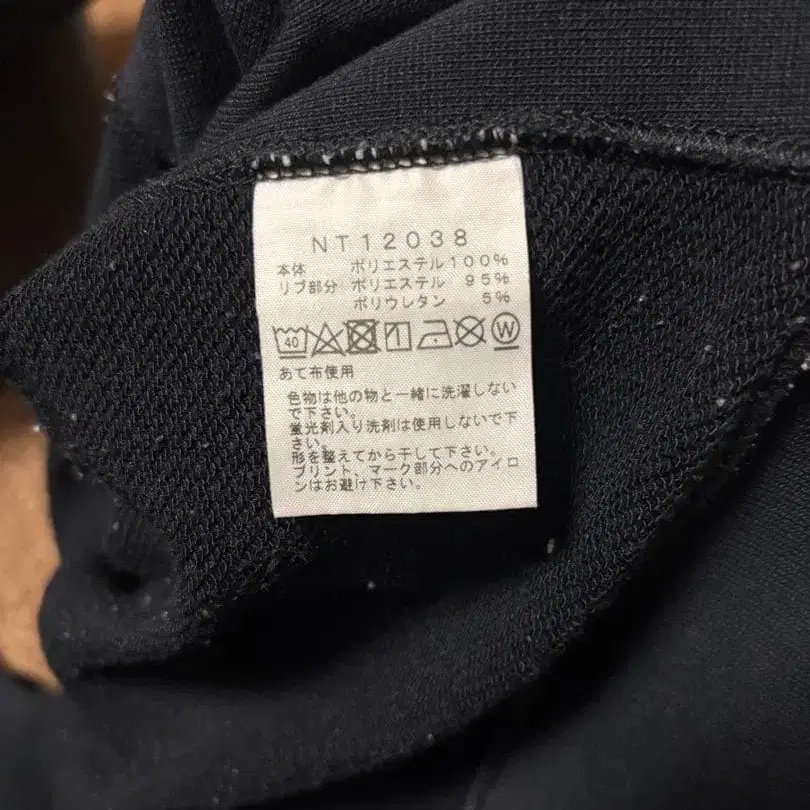 NT12038
本体 ポリエステル100%
リブ部分 ポリエステル 95%
ポリウレタン 5%
40 W
あて布使用
色物は他の物と一緒に洗濯しない
で下さい。
蛍光剤入り洗剤は使用しないで下
さい。
形を整えてから干して下さい。
プリント、マーク部分へのアイロ
ンはお避け下さい。